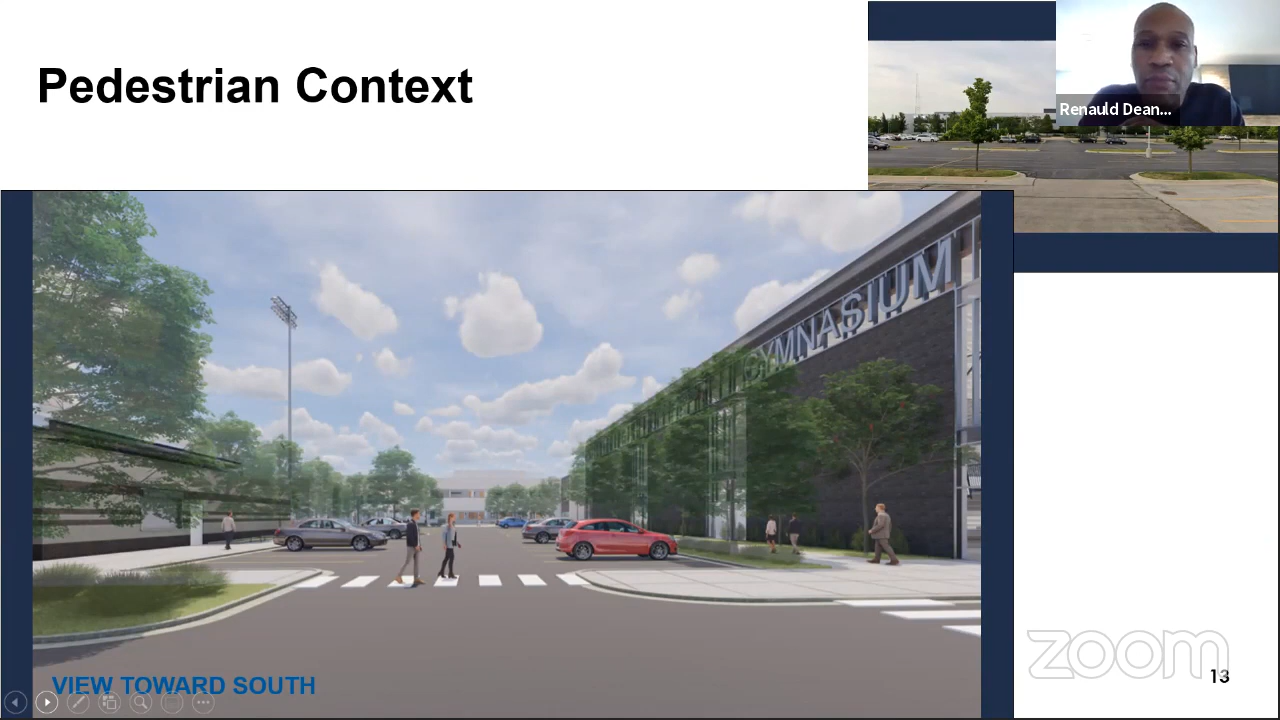 Pedestrian Context
Renauld Dean...
GYMNASIUM
VIEW TOWARD SOUTH
zoom
13